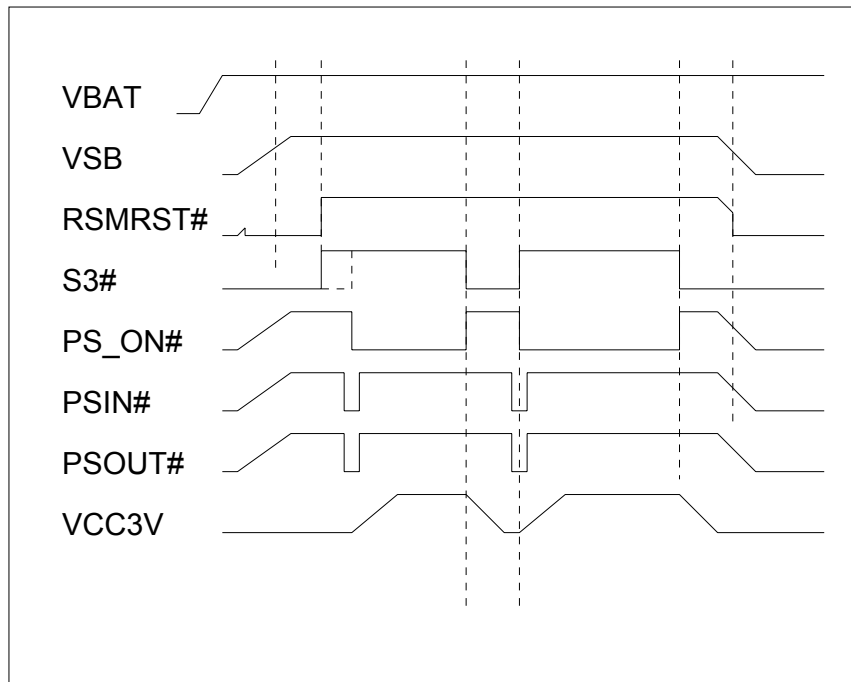 VBAT
VSB
RSMRST#
S3#
PS_ON#
PSIN#
PSOUT#
VCC3V